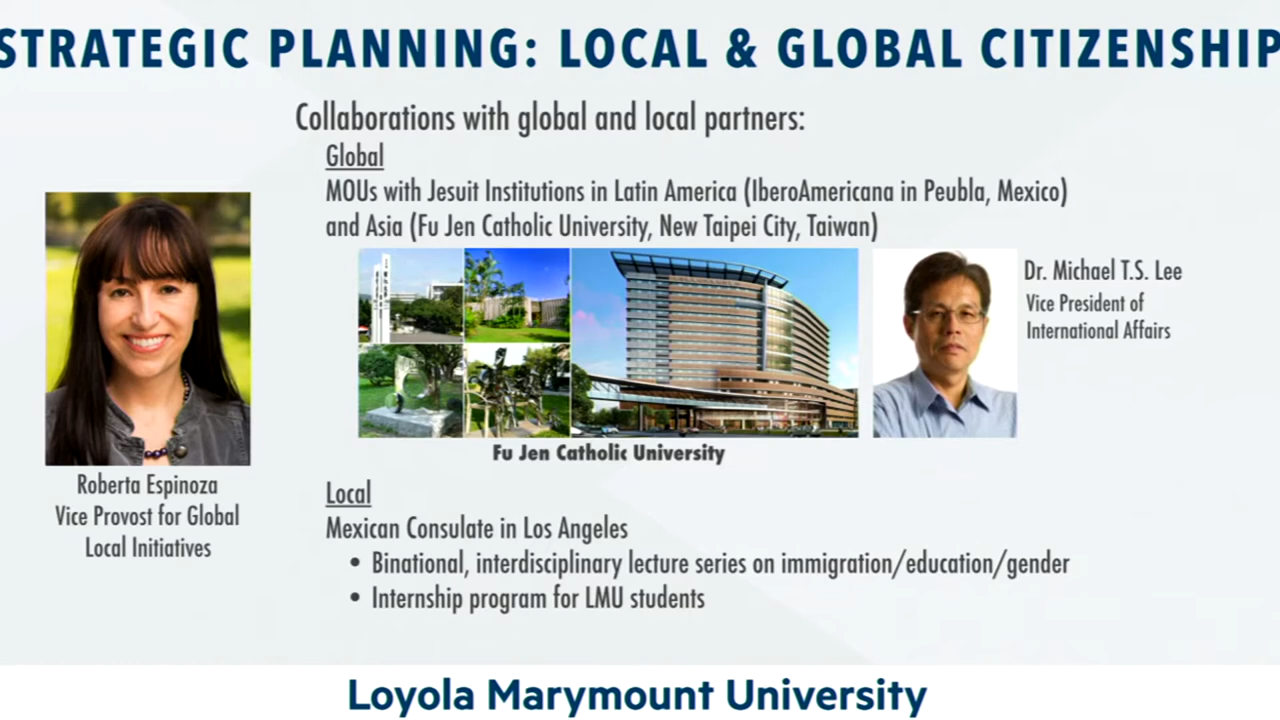 STRATEGIC PLANNING: LOCAL & GLOBAL CITIZENSHIP
Collaborations with global and local partners:
Global
MOUs with Jesuit Institutions in Latin America (IberoAmericana in Peubla, Mexico)
and Asia (Fu Jen Catholic University, New Taipei City, Taiwan)
Dr. Michael T.S. Lee
Vice President of
International Affairs
Fu Jen Catholic University
Roberta Espinoza
Vice Provost for Global
Local Initiatives
Local
Mexican Consulate in Los Angeles
• Binational, interdisciplinary lecture series on immigration/education/gender
• Internship program for LMU students
Loyola Marymount University